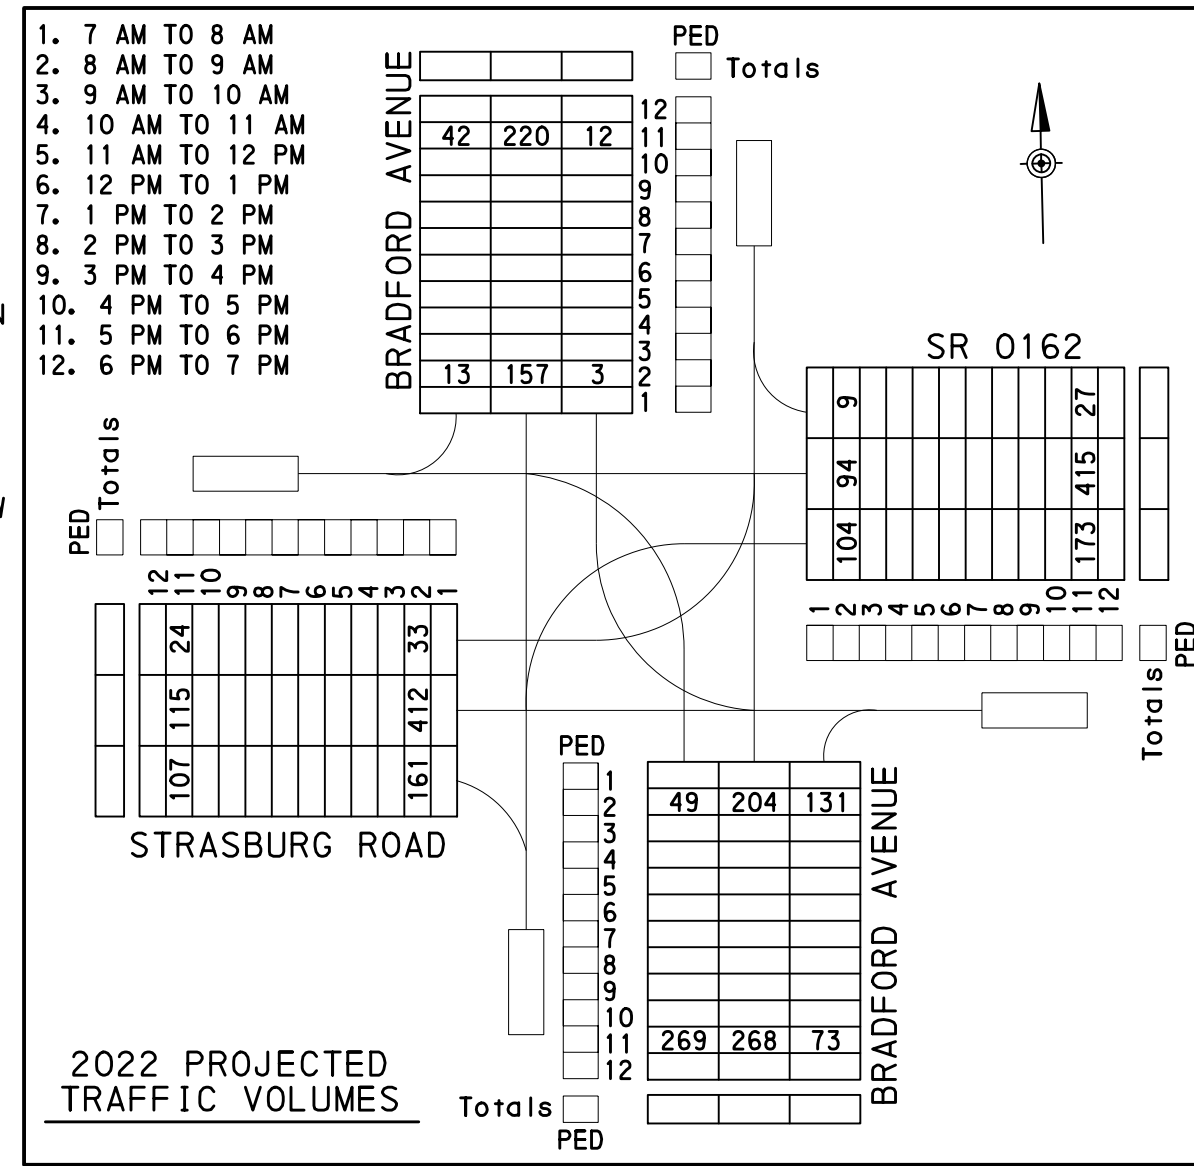 1. 7 AM TO 8 AM
2. 8 AM TO 9 AM
3. 9 AM TO 10 AM
4. 10 AM TO 11 AM
5. 11 AM TO 12 PM
6. 12 PM TO 1 PM
7. 1 PM TO 2 PM
8. 2 PM TO 3 PM
9. 3 PM TO 4 PM
10. 4 PM TO 5 PM
11. 5 PM TO 6 PM
12. 6 PM TO 7 PM
BRADFORD AVENUE
PED
Totals
12
42 220 12 11
10
9
8
7
6
5
4
3
13 157 3 2
1
SR 0162
9 27
94 415
104 173
1 2 3 4 5 6 7 8 9 10 11 12
PED
Totals
Totals
PED
12 11 10 9 8 7 6 5 4 3 2 1
24 33
115 412
107 161
STRASBURG ROAD
PED
1
2 49 204 131
3
4
5
6
7
8
9
10
11 269 268 73
12
Totals
PED
BRADFORD AVENUE
2022 PROJECTED
TRAFFIC VOLUMES